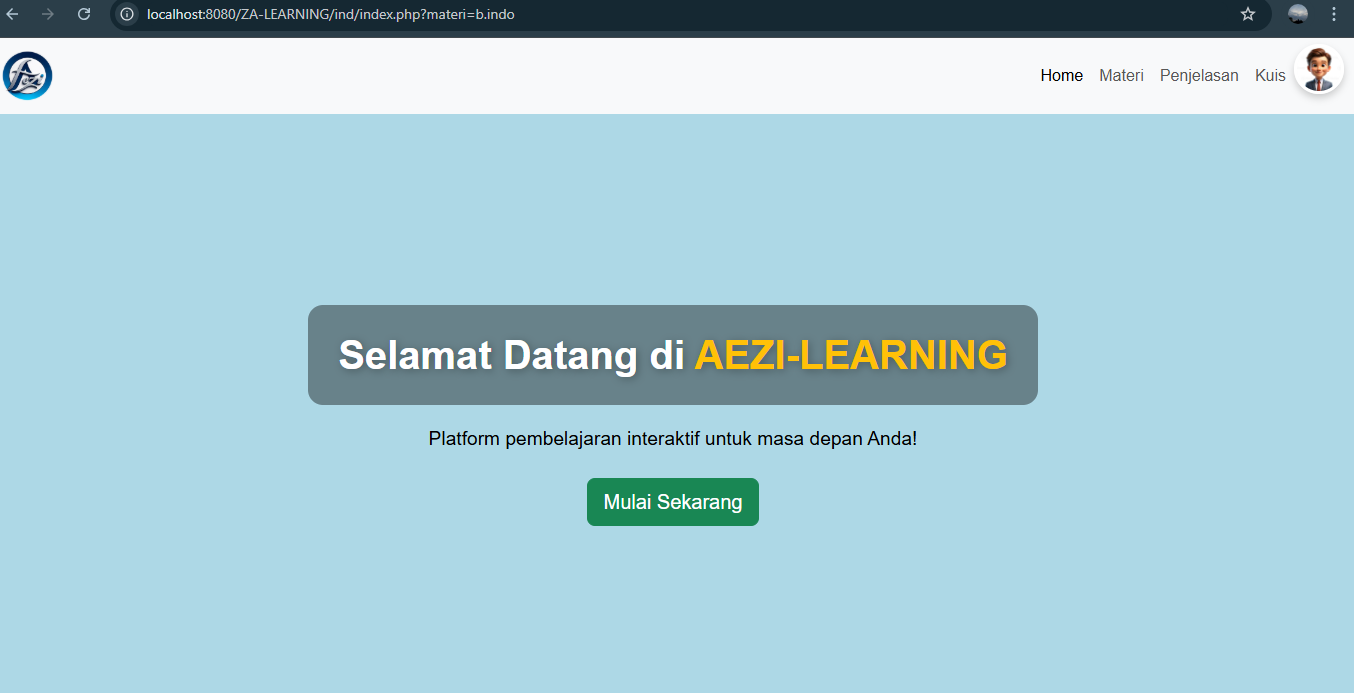 localhost:8080/ZA-LEARNING/ind/index.php?materi=b.indo
Aezi
Home Materi Penjelasan Kuis
Selamat Datang di AEZI-LEARNING
Platform pembelajaran interaktif untuk masa depan Anda!
Mulai Sekarang